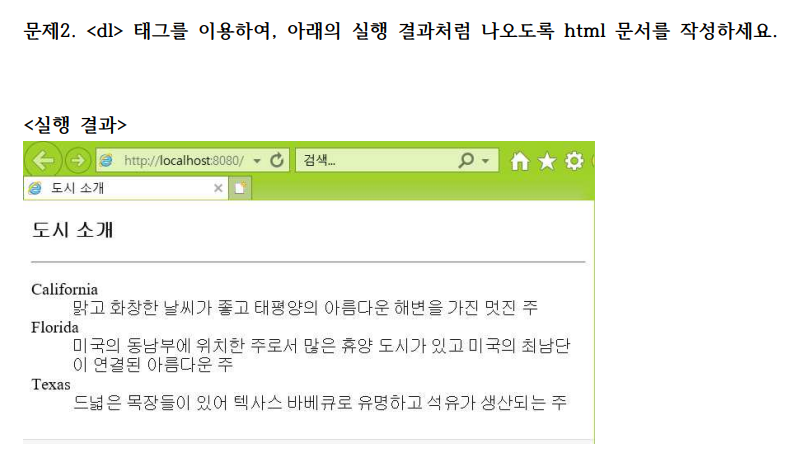 문제2. <dl> 태그를 이용하여, 아래의 실행 결과처럼 나오도록 html 문서를 작성하세요.
<실행 결과>
http://localhost:8080/
검색...
도시 소개
도시 소개
California
맑고 화창한 날씨가 좋고 태평양의 아름다운 해변을 가진 멋진 주
Florida
미국의 동남부에 위치한 주로서 많은 휴양 도시가 있고 미국의 최남단
이 연결된 아름다운 주
Texas
드넓은 목장들이 있어 텍사스 바베큐로 유명하고 석유가 생산되는 주